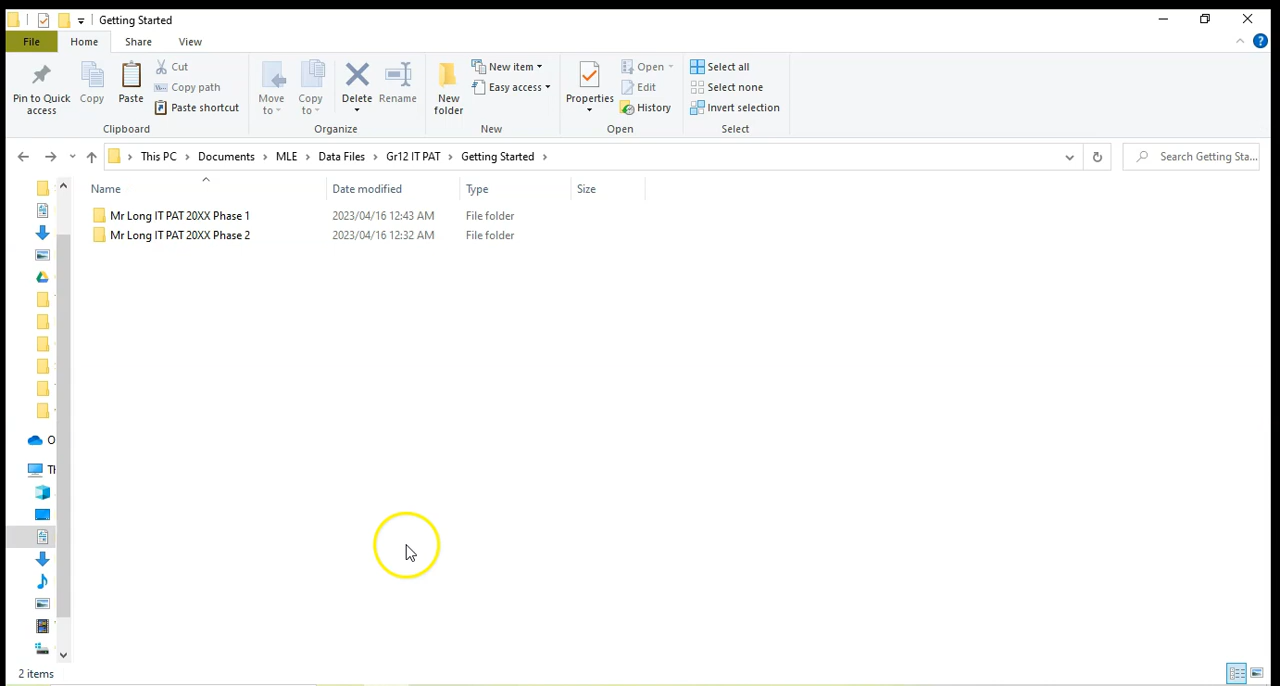 Getting Started
File Home Share View
Pin to Quick access
Copy
Paste
Cut
Copy path
Paste shortcut
Clipboard
Move to
Copy to
Delete
Rename
Organize
New folder
New item
Easy access
New
Properties
Open
Edit
History
Open
Select all
Select none
Invert selection
Select
This PC › Documents › MLE › Data Files › Gr12 IT PAT › Getting Started ›
Search Getting Sta...
Name Date modified Type Size
Mr Long IT PAT 20XX Phase 1 2023/04/16 12:43 AM File folder
Mr Long IT PAT 20XX Phase 2 2023/04/16 12:32 AM File folder
O
Th
2 items